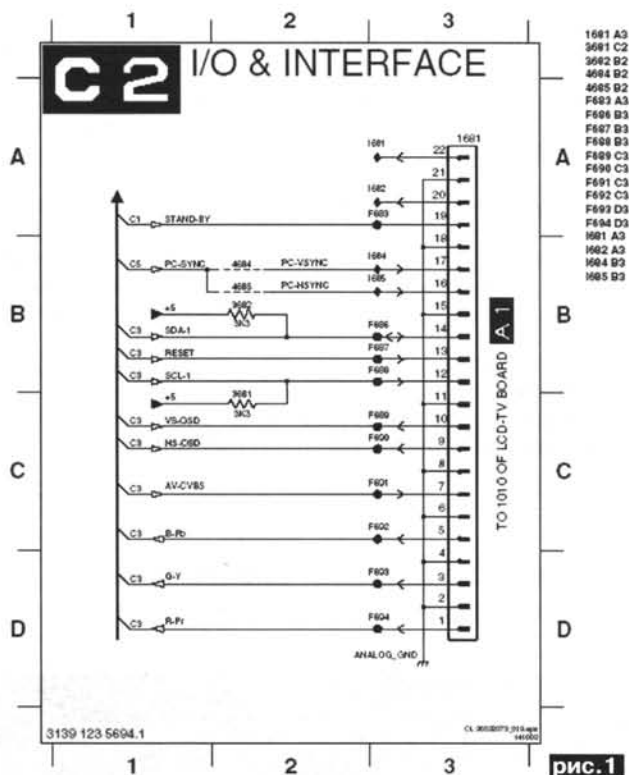 1 2 3
C 2 I/O & INTERFACE
1681 A3
3681 C2
3682 B2
4684 B2
4685 B2
F683 A3
F686 B3
F687 B3
F688 B3
F689 C3
F690 C3
F691 C3
F692 C3
F693 D3
F694 D3
I681 A3
I682 A3
I684 B3
I685 B3
A A
B B
C C
D D
1681
I681 22
21
I682 20
C1 STAND-BY F683 19
18
C5 PC-SYNC 4684 PC-VSYNC I684 17
4685 PC-HSYNC I685 16
+5 3682 15
3K3
C3 SDA-1 F686 14
C3 RESET F687 13
C3 SCL-1 F688 12
+5 3681 11
3K3
C3 VS-OSD F689 10
C3 HS-OSD F690 9
8
C3 AV-CVBS F691 7
6
C3 B-Pb F692 5
4
C3 G-Y F693 3
2
C3 R-Pr F694 1
ANALOG_GND
TO 1010 OF LCD-TV BOARD A 1
3139 123 5694.1
1 2 3
рис.1